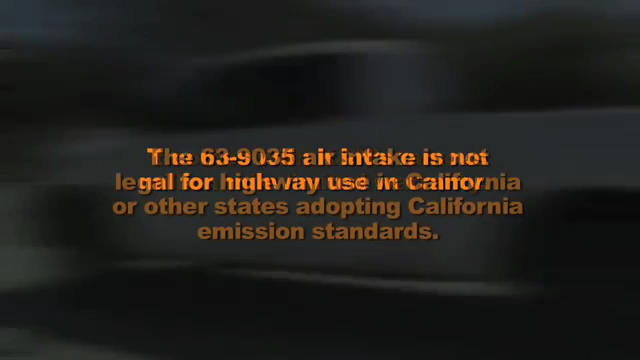 The 63-9035 air intake is not
legal for highway use in California
or other states adopting California
emission standards.